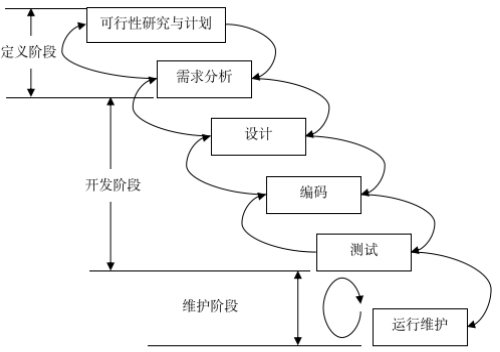 可行性研究与计划
定义阶段
需求分析
设计
开发阶段
编码
测试
维护阶段
运行维护